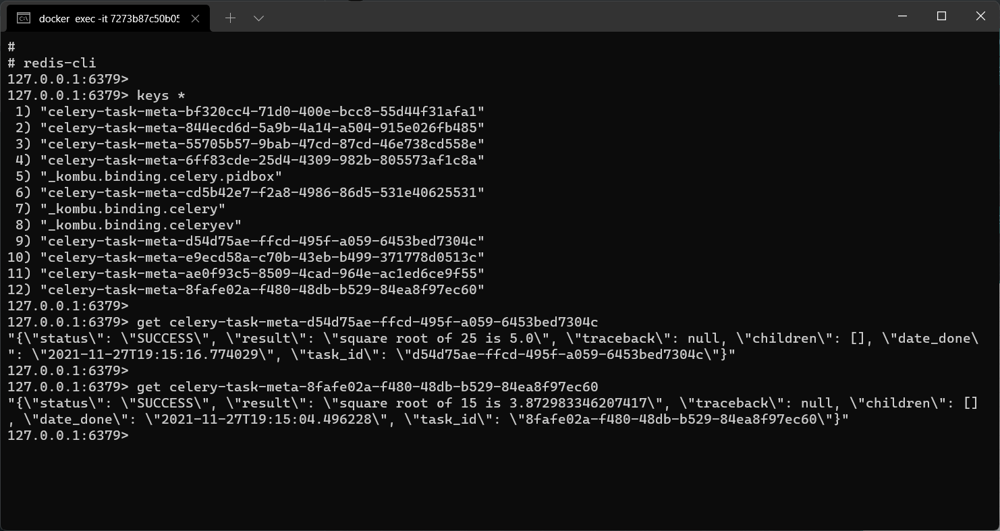 docker exec -it 7273b87c50b05
#
# redis-cli
127.0.0.1:6379>
127.0.0.1:6379> keys *
 1) "celery-task-meta-bf320cc4-71d0-400e-bcc8-55d44f31afa1"
 2) "celery-task-meta-844ecd6d-5a9b-4a14-a504-915e026fb485"
 3) "celery-task-meta-55705b57-9bab-47cd-87cd-46e738cd558e"
 4) "celery-task-meta-6ff83cde-25d4-4309-982b-805573af1c8a"
 5) "_kombu.binding.celery.pidbox"
 6) "celery-task-meta-cd5b42e7-f2a8-4986-86d5-531e40625531"
 7) "_kombu.binding.celery"
 8) "_kombu.binding.celeryev"
 9) "celery-task-meta-d54d75ae-ffcd-495f-a059-6453bed7304c"
10) "celery-task-meta-e9ecd58a-c70b-43eb-b499-371778d0513c"
11) "celery-task-meta-ae0f93c5-8509-4cad-964e-ac1ed6ce9f55"
12) "celery-task-meta-8fafe02a-f480-48db-b529-84ea8f97ec60"
127.0.0.1:6379>
127.0.0.1:6379> get celery-task-meta-d54d75ae-ffcd-495f-a059-6453bed7304c
"{\"status\": \"SUCCESS\", \"result\": \"square root of 25 is 5.0\", \"traceback\": null, \"children\": [], \"date_done\
": \"2021-11-27T19:15:16.774029\", \"task_id\": \"d54d75ae-ffcd-495f-a059-6453bed7304c\"}"
127.0.0.1:6379>
127.0.0.1:6379> get celery-task-meta-8fafe02a-f480-48db-b529-84ea8f97ec60
"{\"status\": \"SUCCESS\", \"result\": \"square root of 15 is 3.872983346207417\", \"traceback\": null, \"children\": []
, \"date_done\": \"2021-11-27T19:15:04.496228\", \"task_id\": \"8fafe02a-f480-48db-b529-84ea8f97ec60\"}"
127.0.0.1:6379>